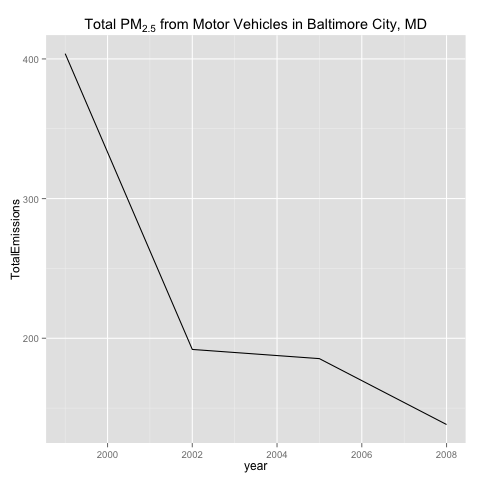 Total PM2.5 from Motor Vehicles in Baltimore City, MD
400
300
200
TotalEmissions
2000 2002 2004 2006 2008
year